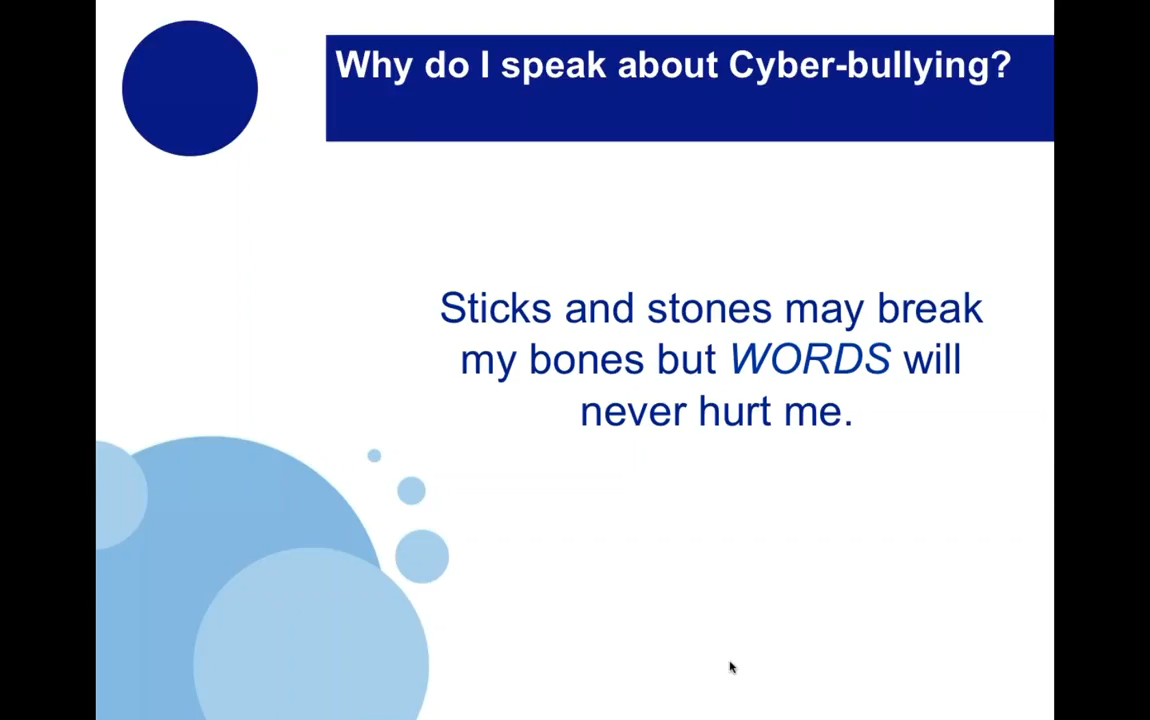 Why do I speak about Cyber-bullying?
Sticks and stones may break
my bones but WORDS will
never hurt me.